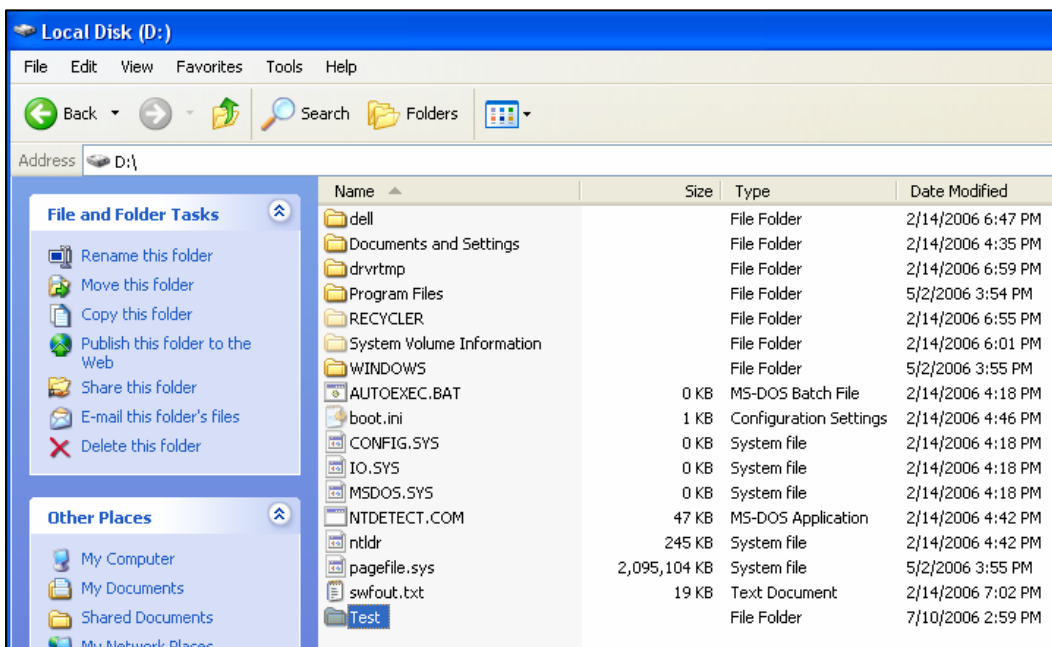 Local Disk (D:)
File Edit View Favorites Tools Help
Back Search Folders
Address D:\
File and Folder Tasks
Rename this folder
Move this folder
Copy this folder
Publish this folder to the
Web
Share this folder
E-mail this folder's files
Delete this folder
Other Places
My Computer
My Documents
Shared Documents
My Network Places
Name Size Type Date Modified
dell File Folder 2/14/2006 6:47 PM
Documents and Settings File Folder 2/14/2006 4:35 PM
drvrtmp File Folder 2/14/2006 6:59 PM
Program Files File Folder 5/2/2006 3:54 PM
RECYCLER File Folder 2/14/2006 6:55 PM
System Volume Information File Folder 2/14/2006 6:01 PM
WINDOWS File Folder 5/2/2006 3:55 PM
AUTOEXEC.BAT 0 KB MS-DOS Batch File 2/14/2006 4:18 PM
boot.ini 1 KB Configuration Settings 2/14/2006 4:46 PM
CONFIG.SYS 0 KB System file 2/14/2006 4:18 PM
IO.SYS 0 KB System file 2/14/2006 4:18 PM
MSDOS.SYS 0 KB System file 2/14/2006 4:18 PM
NTDETECT.COM 47 KB MS-DOS Application 2/14/2006 4:42 PM
ntldr 245 KB System file 2/14/2006 4:42 PM
pagefile.sys 2,095,104 KB System file 5/2/2006 3:55 PM
swfout.txt 19 KB Text Document 2/14/2006 7:02 PM
Test File Folder 7/10/2006 2:59 PM